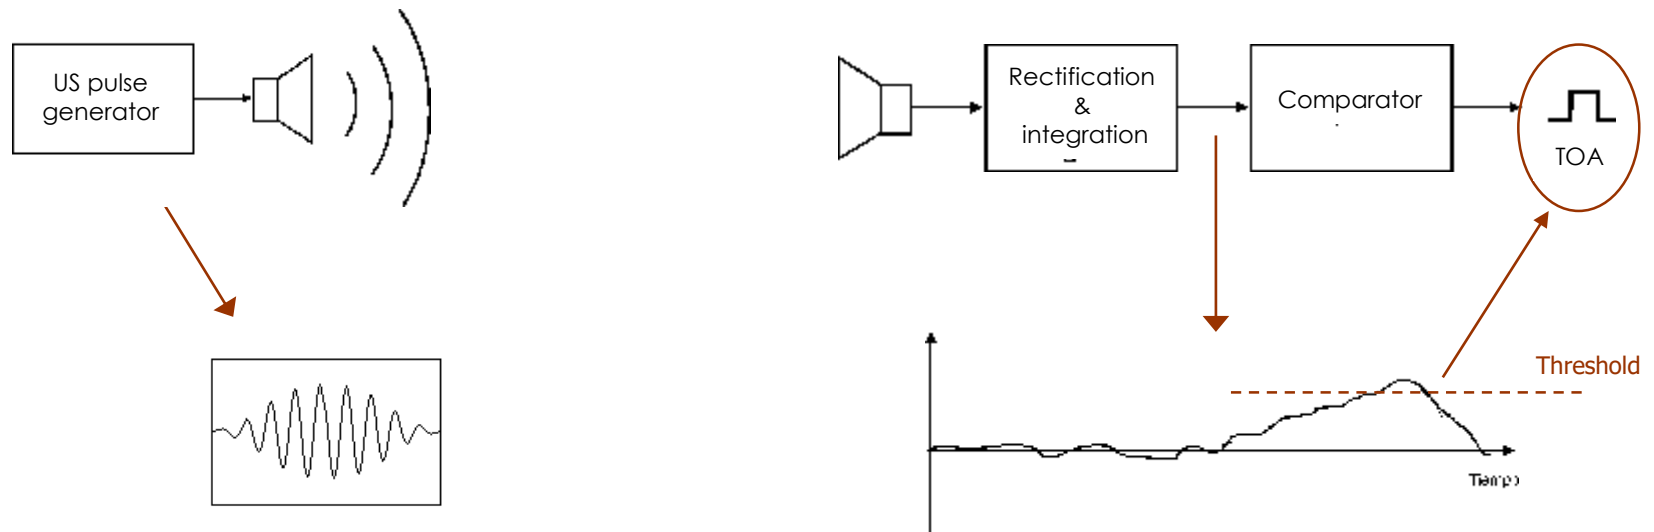 US pulse
generator
Rectification
&
integration
Comparator
TOA
Threshold
Tiempo